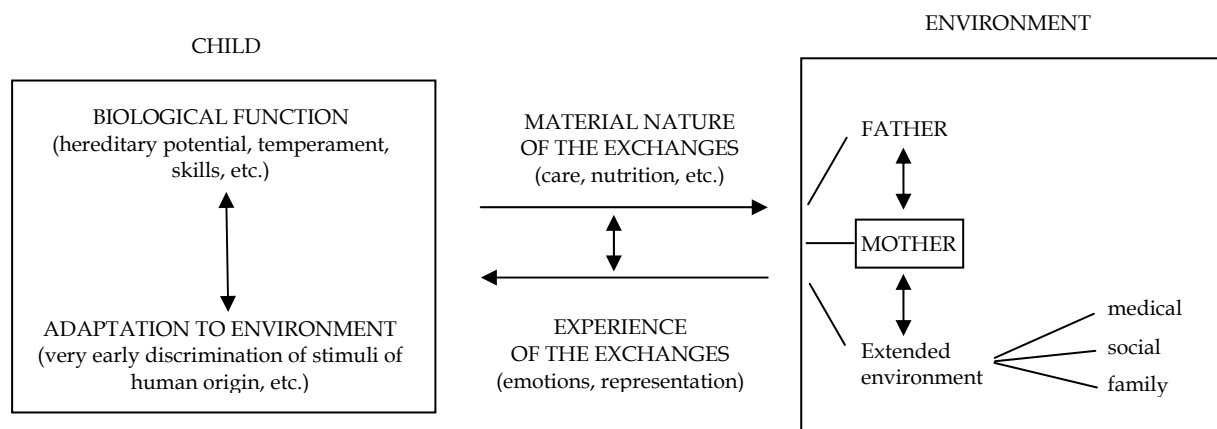 CHILD
BIOLOGICAL FUNCTION
(hereditary potential, temperament,
skills, etc.)
ADAPTATION TO ENVIRONMENT
(very early discrimination of stimuli of
human origin, etc.)
MATERIAL NATURE
OF THE EXCHANGES
(care, nutrition, etc.)
EXPERIENCE
OF THE EXCHANGES
(emotions, representation)
ENVIRONMENT
FATHER
MOTHER
Extended
environment
medical
social
family